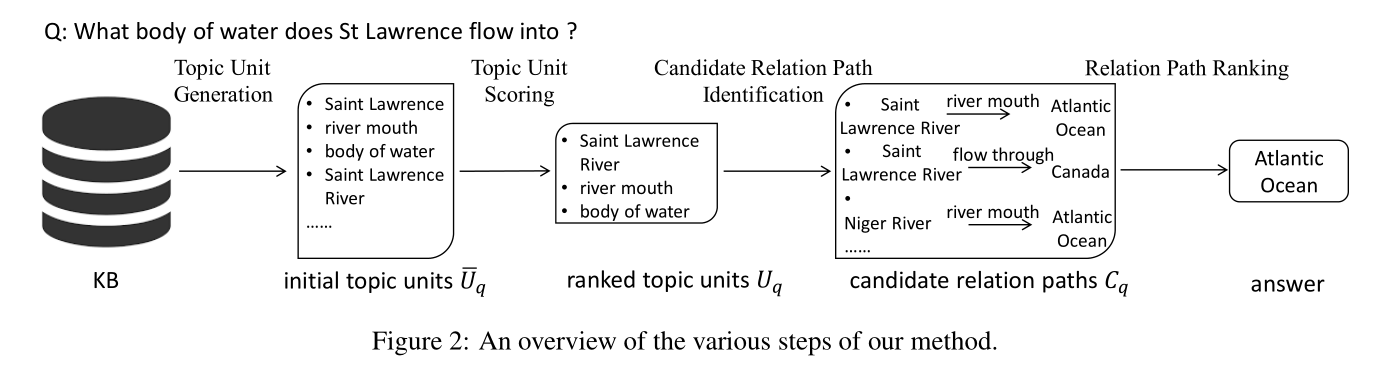 Q: What body of water does St Lawrence flow into ?
Topic Unit
Generation
Topic Unit
Scoring
Candidate Relation Path
Identification
Relation Path Ranking
KB
• Saint Lawrence
• river mouth
• body of water
• Saint Lawrence
River
......
initial topic units Ū_q
• Saint Lawrence
River
• river mouth
• body of water
ranked topic units U_q
• Saint
Lawrence River
river mouth
Atlantic
Ocean
• Saint
Lawrence River
flow through
Canada
•
Niger River
river mouth
Atlantic
Ocean
......
candidate relation paths C_q
Atlantic
Ocean
answer
Figure 2: An overview of the various steps of our method.